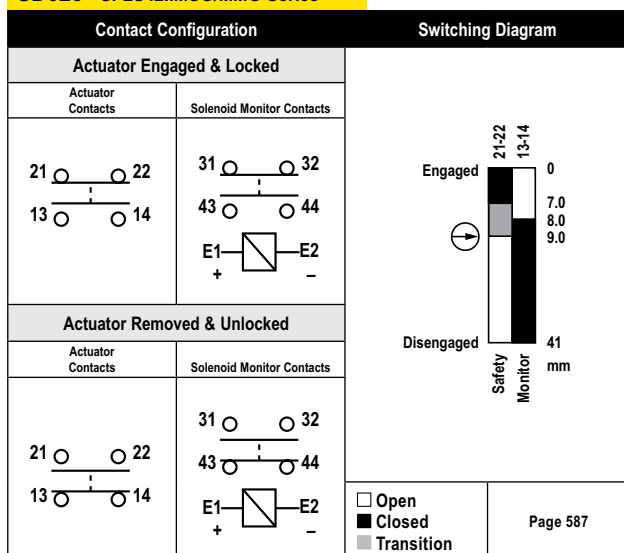 Contact Configuration
Switching Diagram
Actuator Engaged & Locked
Actuator
Contacts
Solenoid Monitor Contacts
21 22
13 14
31 32
43 44
E1 E2
+ –
Actuator Removed & Unlocked
Actuator
Contacts
Solenoid Monitor Contacts
21 22
13 14
31 32
43 44
E1 E2
+ –
21-22
13-14
Engaged
0
7.0
8.0
9.0
Disengaged
41
mm
Safety
Monitor
Open
Closed
Transition
Page 587